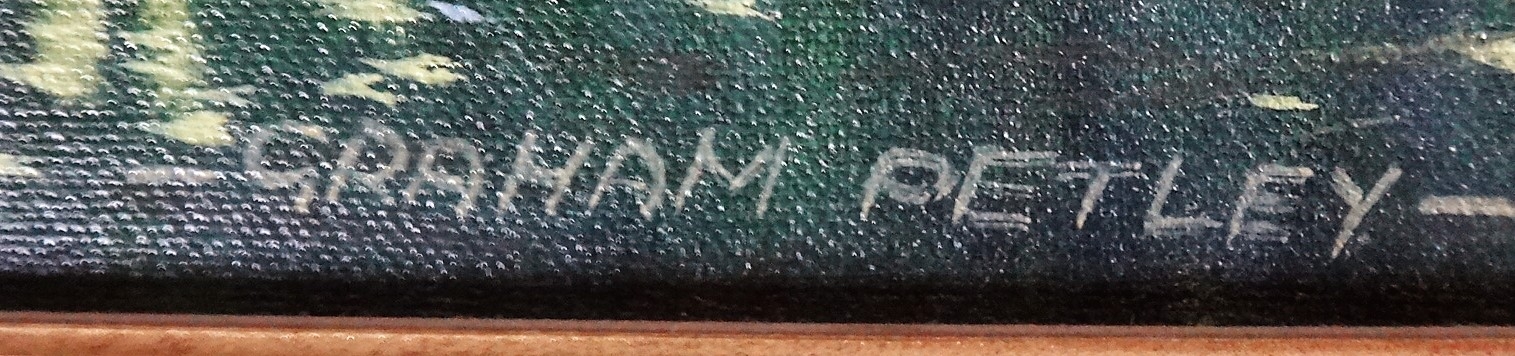 – GRAHAM PETLEY –